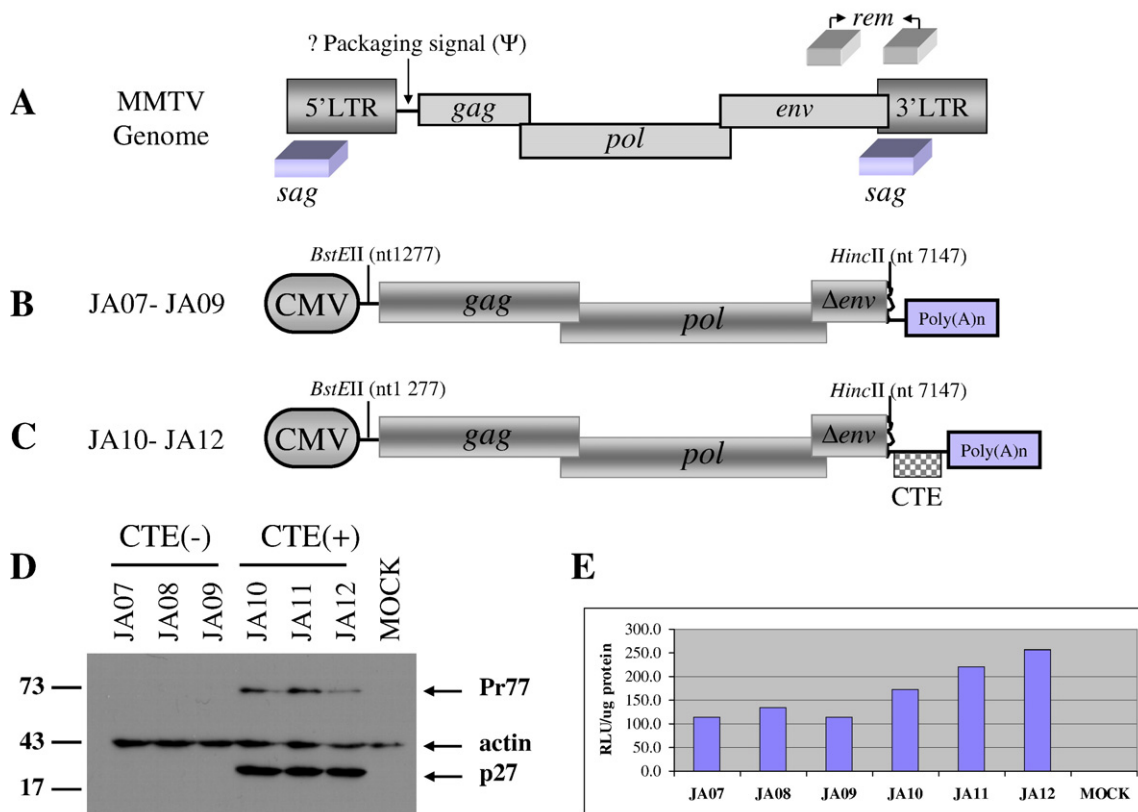 rem
? Packaging signal (Ψ)
A
MMTV
Genome
5'LTR
gag
pol
env
3'LTR
sag
sag
BstEII (nt1277)
HincII (nt 7147)
B
JA07- JA09
CMV
gag
pol
Δenv
Poly(A)n
BstEII (nt1 277)
HincII (nt 7147)
C
JA10- JA12
CMV
gag
pol
Δenv
Poly(A)n
CTE
D
CTE(-)
CTE(+)
JA07
JA08
JA09
JA10
JA11
JA12
MOCK
73
43
17
Pr77
actin
p27
E
RLU/ug protein
300.0
250.0
200.0
150.0
100.0
50.0
0.0
JA07
JA08
JA09
JA10
JA11
JA12
MOCK